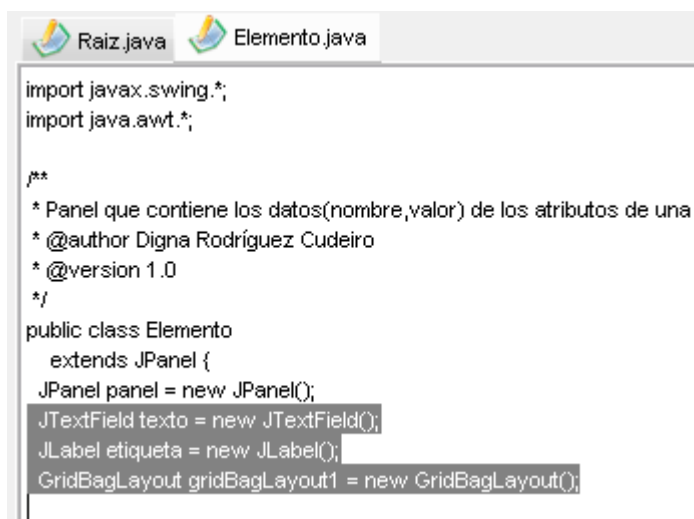 Raiz.java Elemento.java
import javax.swing.*;
import java.awt.*;
/**
* Panel que contiene los datos(nombre,valor) de los atributos de una
* @author Digna Rodríguez Cudeiro
* @version 1.0
*/
public class Elemento
extends JPanel {
JPanel panel = new JPanel();
JTextField texto = new JTextField();
JLabel etiqueta = new JLabel();
GridBagLayout gridBagLayout1 = new GridBagLayout();